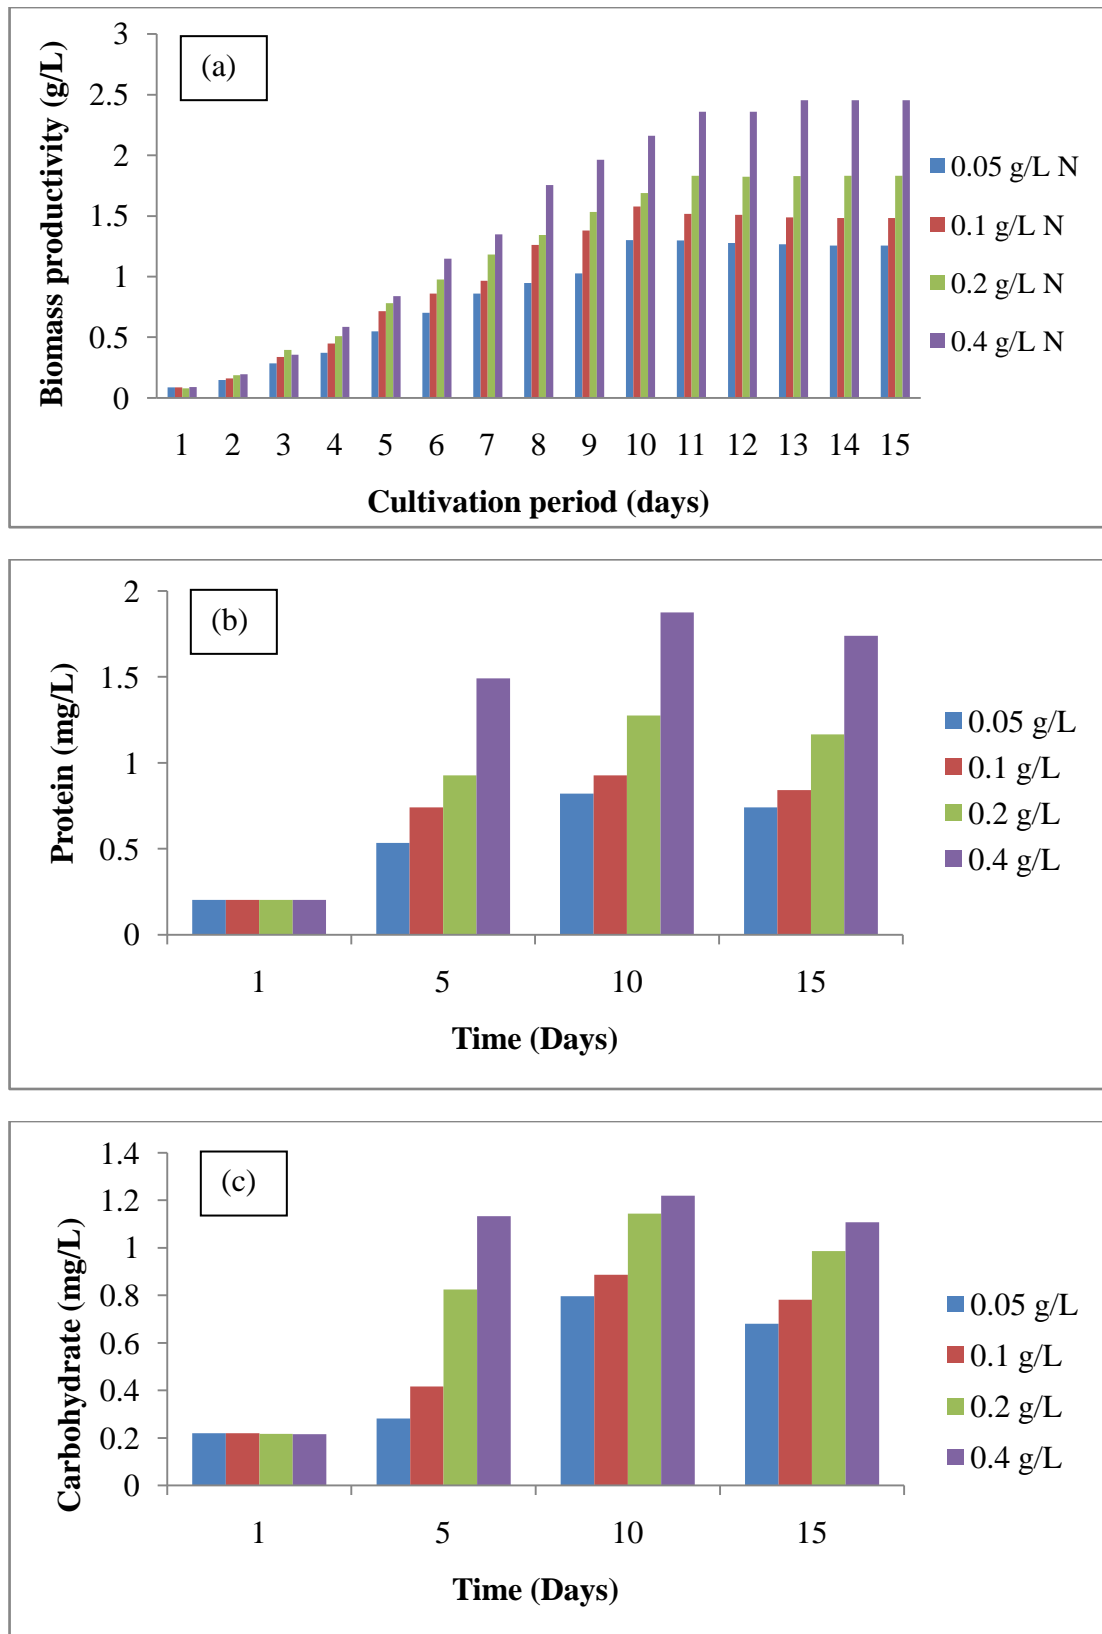 (a)
Biomass productivity (g/L)
3
2.5
2
1.5
1
0.5
0
1 2 3 4 5 6 7 8 9 10 11 12 13 14 15
Cultivation period (days)
0.05 g/L N
0.1 g/L N
0.2 g/L N
0.4 g/L N
(b)
Protein (mg/L)
2
1.5
1
0.5
0
1 5 10 15
Time (Days)
0.05 g/L
0.1 g/L
0.2 g/L
0.4 g/L
(c)
Carbohydrate (mg/L)
1.4
1.2
1
0.8
0.6
0.4
0.2
0
1 5 10 15
Time (Days)
0.05 g/L
0.1 g/L
0.2 g/L
0.4 g/L